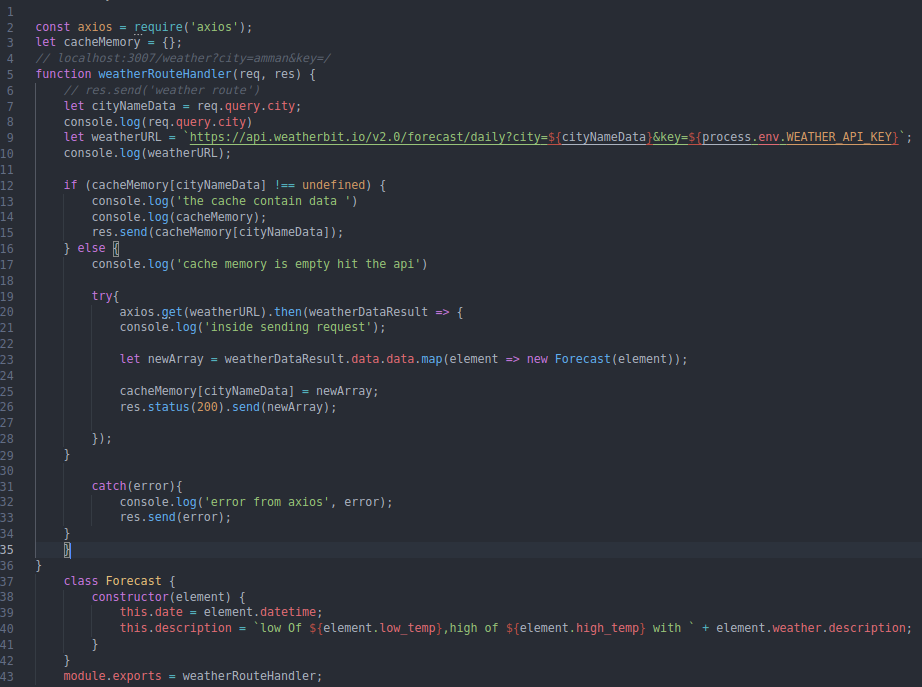 1
2 const axios = require('axios');
3 let cacheMemory = {};
4 // localhost:3007/weather?city=amman&key=/
5 function weatherRouteHandler(req, res) {
6 // res.send('weather route')
7 let cityNameData = req.query.city;
8 console.log(req.query.city)
9 let weatherURL = `https://api.weatherbit.io/v2.0/forecast/daily?city=${cityNameData}&key=${process.env.WEATHER_API_KEY}`;
10 console.log(weatherURL);
11
12 if (cacheMemory[cityNameData] !== undefined) {
13 console.log('the cache contain data ')
14 console.log(cacheMemory);
15 res.send(cacheMemory[cityNameData]);
16 } else {
17 console.log('cache memory is empty hit the api')
18
19 try{
20 axios.get(weatherURL).then(weatherDataResult => {
21 console.log('inside sending request');
22
23 let newArray = weatherDataResult.data.data.map(element => new Forecast(element));
24
25 cacheMemory[cityNameData] = newArray;
26 res.status(200).send(newArray);
27
28 });
29 }
30
31 catch(error){
32 console.log('error from axios', error);
33 res.send(error);
34 }
35 }
36 }
37 class Forecast {
38 constructor(element) {
39 this.date = element.datetime;
40 this.description = `low Of ${element.low_temp},high of ${element.high_temp} with ` + element.weather.description;
41 }
42 }
43 module.exports = weatherRouteHandler;